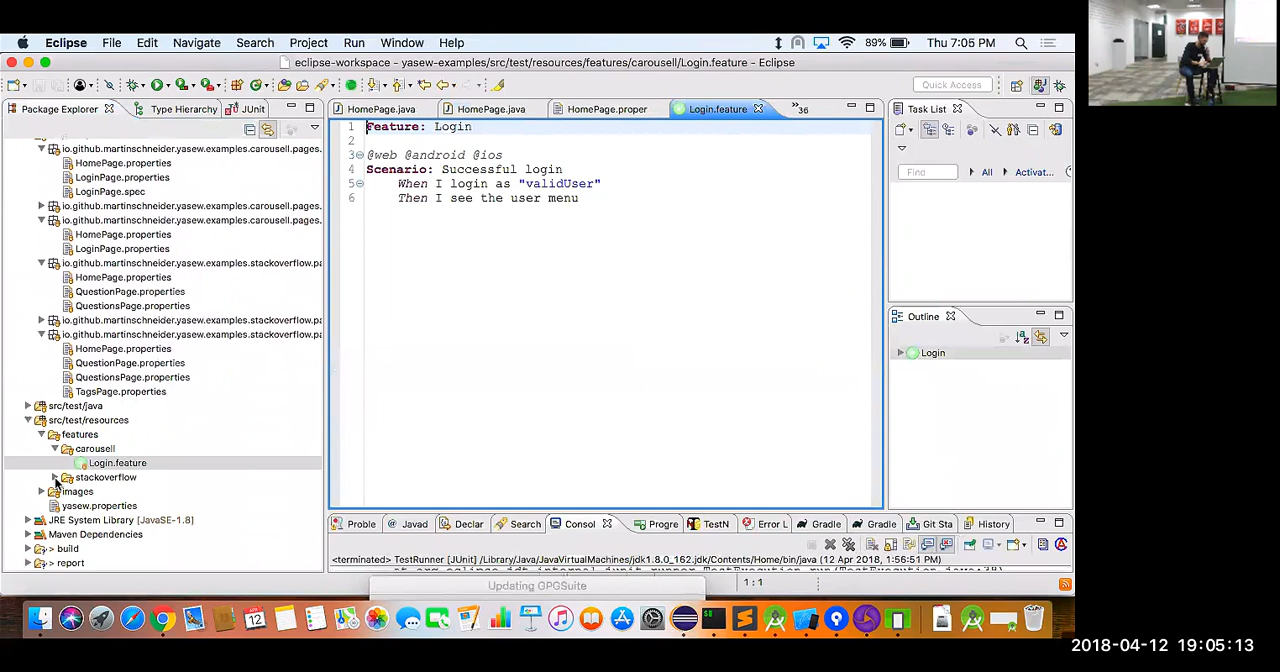 Eclipse File Edit Navigate Search Project Run Window Help 89% Thu 7:05 PM
eclipse-workspace - yasew-examples/src/test/resources/features/carousell/Login.feature - Eclipse
Quick Access
Package Explorer Type Hierarchy JUnit
HomePage.java HomePage.java HomePage.proper Login.feature 36
Task List
io.github.martinschneider.yasew.examples.carousell.pages.
HomePage.properties
LoginPage.properties
LoginPage.spec
io.github.martinschneider.yasew.examples.carousell.pages.
io.github.martinschneider.yasew.examples.carousell.pages.
HomePage.properties
LoginPage.properties
io.github.martinschneider.yasew.examples.stackoverflow.pa
HomePage.properties
QuestionPage.properties
QuestionsPage.properties
io.github.martinschneider.yasew.examples.stackoverflow.pa
io.github.martinschneider.yasew.examples.stackoverflow.pa
HomePage.properties
QuestionPage.properties
QuestionsPage.properties
TagsPage.properties
src/test/java
src/test/resources
features
carousell
Login.feature
stackoverflow
images
yasew.properties
JRE System Library [JavaSE-1.8]
Maven Dependencies
> build
> report
1 Feature: Login
2
3 @web @android @ios
4 Scenario: Successful login
5 When I login as "validUser"
6 Then I see the user menu
Find All Activat...
Outline
Login
Proble Javad Declar Search Consol Progre TestN Error L Gradle Gradle Git Sta History
<terminated> TestRunner [JUnit] /Library/Java/JavaVirtualMachines/jdk1.8.0_162.jdk/Contents/Home/bin/java (12 Apr 2018, 1:56:51 PM)
Updating GPGSuite
1 : 1
2018-04-12 19:05:13